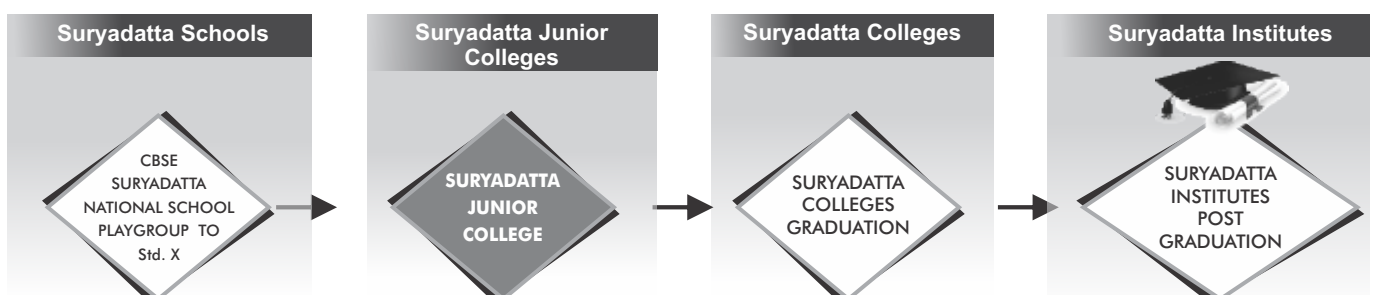 Suryadatta Schools
CBSE
SURYADATTA
NATIONAL SCHOOL
PLAYGROUP TO
Std. X
Suryadatta Junior
Colleges
SURYADATTA
JUNIOR
COLLEGE
Suryadatta Colleges
SURYADATTA
COLLEGES
GRADUATION
Suryadatta Institutes
SURYADATTA
INSTITUTES
POST
GRADUATION